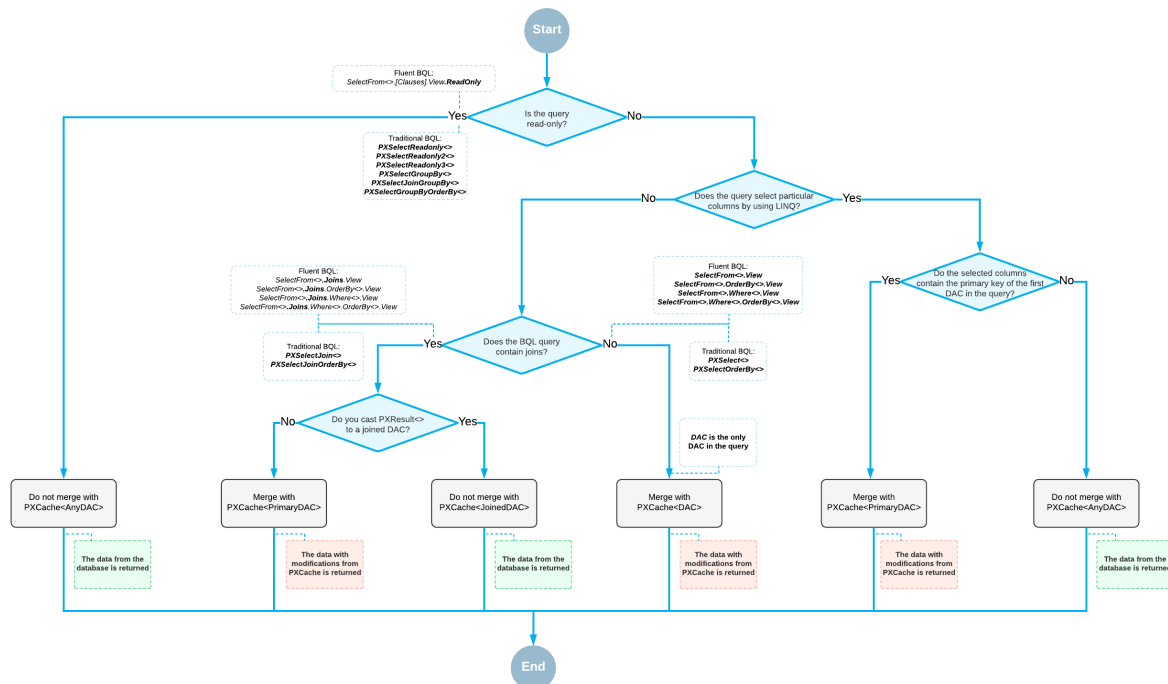 Start
Fluent BQL:
SelectFrom<>.[Clauses].View.ReadOnly
Yes
Is the query
read-only?
No
Traditional BQL:
PXSelectReadonly<>
PXSelectReadonly2<>
PXSelectReadonly3<>
PXSelectGroupBy<>
PXSelectJoinGroupBy<>
PXSelectGroupByOrderBy<>
No
Does the query select particular
columns by using LINQ?
Yes
Fluent BQL:
SelectFrom<>.Joins.View
SelectFrom<>.Joins.OrderBy<>.View
SelectFrom<>.Joins.Where<>.View
SelectFrom<>.Joins.Where<>.OrderBy<>.View
Fluent BQL:
SelectFrom<>.View
SelectFrom<>.OrderBy<>.View
SelectFrom<>.Where<>.View
SelectFrom<>.Where<>.OrderBy<>.View
Yes
Do the selected columns
contain the primary key of the first
DAC in the query?
No
Traditional BQL:
PXSelectJoin<>
PXSelectJoinOrderBy<>
Yes
Does the BQL query
contain joins?
No
Traditional BQL:
PXSelect<>
PXSelectOrderBy<>
No
Do you cast PXResult<>
to a joined DAC?
Yes
DAC is the only
DAC in the query
Do not merge with
PXCache<AnyDAC>
Merge with
PXCache<PrimaryDAC>
Do not merge with
PXCache<JoinedDAC>
Merge with
PXCache<DAC>
Merge with
PXCache<PrimaryDAC>
Do not merge with
PXCache<AnyDAC>
The data from the
database is returned
The data with
modifications from
PXCache is returned
The data from the
database is returned
The data with
modifications from
PXCache is returned
The data with
modifications from
PXCache is returned
The data from the
database is returned
End